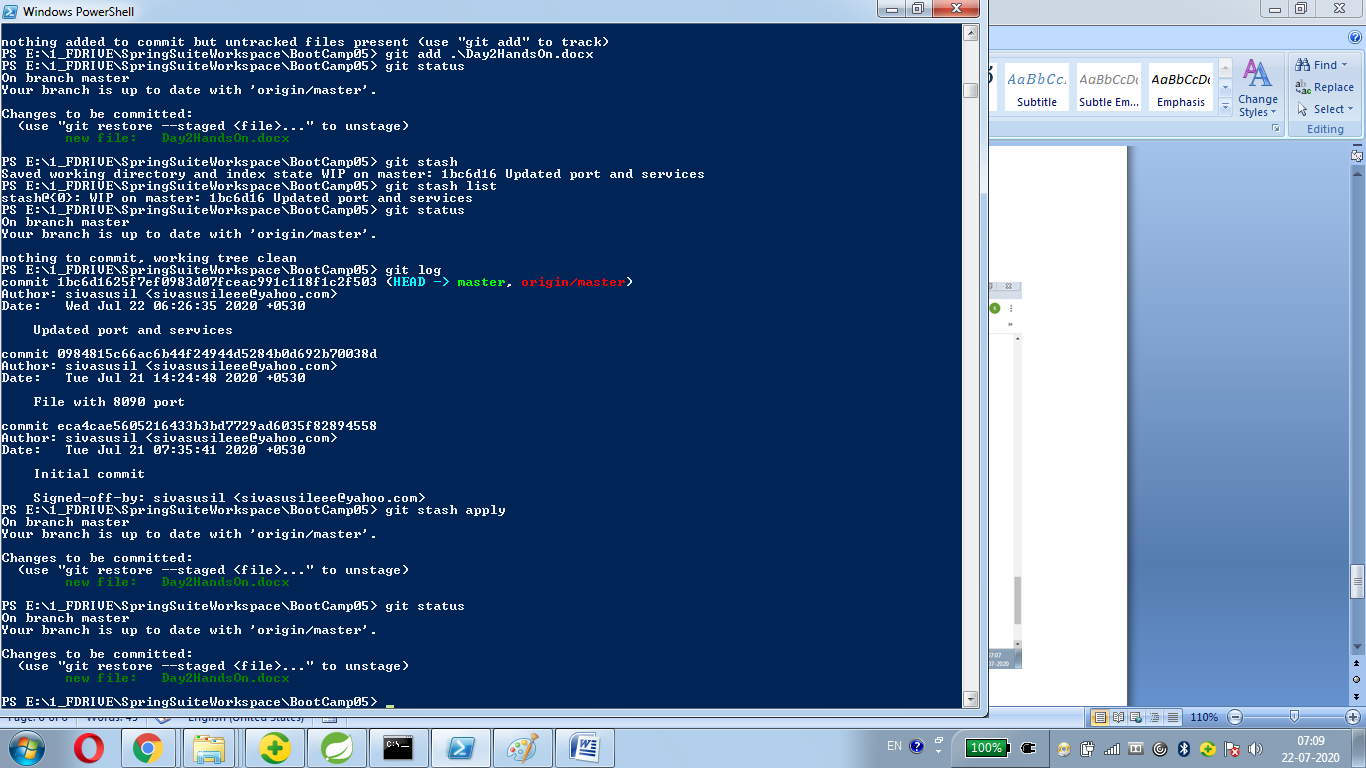 Windows PowerShell
nothing added to commit but untracked files present (use "git add" to track)
PS E:\1_FDRIVE\SpringSuiteWorkspace\BootCamp05> git add .\Day2HandsOn.docx
PS E:\1_FDRIVE\SpringSuiteWorkspace\BootCamp05> git status
On branch master
Your branch is up to date with 'origin/master'.
Changes to be committed:
(use "git restore --staged <file>..." to unstage)
new file: Day2HandsOn.docx
PS E:\1_FDRIVE\SpringSuiteWorkspace\BootCamp05> git stash
Saved working directory and index state WIP on master: 1bc6d16 Updated port and services
PS E:\1_FDRIVE\SpringSuiteWorkspace\BootCamp05> git stash list
stash@{0}: WIP on master: 1bc6d16 Updated port and services
PS E:\1_FDRIVE\SpringSuiteWorkspace\BootCamp05> git status
On branch master
Your branch is up to date with 'origin/master'.
nothing to commit, working tree clean
PS E:\1_FDRIVE\SpringSuiteWorkspace\BootCamp05> git log
commit 1bc6d1625f7ef0983d07fceac991c118f1c2f503 (HEAD -> master, origin/master)
Author: sivasusil <sivasusileee@yahoo.com>
Date: Wed Jul 22 06:26:35 2020 +0530
Updated port and services
commit 0984815c66ac6b44f24944d5284b0d692b70038d
Author: sivasusil <sivasusileee@yahoo.com>
Date: Tue Jul 21 14:24:48 2020 +0530
File with 8090 port
commit eca4cae5605216433b3bd7729ad6035f82894558
Author: sivasusil <sivasusileee@yahoo.com>
Date: Tue Jul 21 07:35:41 2020 +0530
Initial commit
Signed-off-by: sivasusil <sivasusileee@yahoo.com>
PS E:\1_FDRIVE\SpringSuiteWorkspace\BootCamp05> git stash apply
On branch master
Your branch is up to date with 'origin/master'.
Changes to be committed:
(use "git restore --staged <file>..." to unstage)
new file: Day2HandsOn.docx
PS E:\1_FDRIVE\SpringSuiteWorkspace\BootCamp05> git status
On branch master
Your branch is up to date with 'origin/master'.
Changes to be committed:
(use "git restore --staged <file>..." to unstage)
new file: Day2HandsOn.docx
PS E:\1_FDRIVE\SpringSuiteWorkspace\BootCamp05>
AaBbCc. AaBbCcDc AaBbCcDc
Subtitle Subtle Em... Emphasis
Change Styles
Find
Replace
Select
Editing
English (United States)
110%
C:\.
EN
100%
07:09
22-07-2020